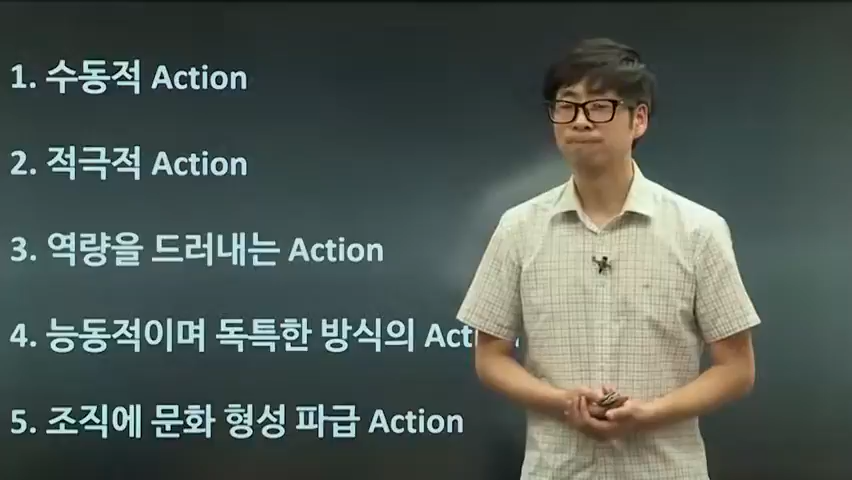 1. 수동적 Action
2. 적극적 Action
3. 역량을 드러내는 Action
4. 능동적이며 독특한 방식의
5. 조직에 문화 형성 파급 Action